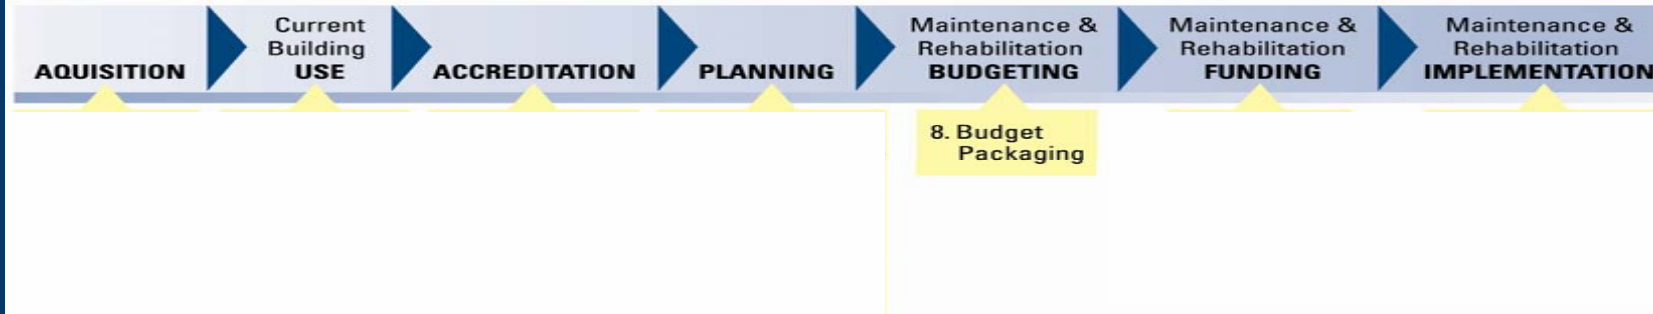 AQUISITION
Current
Building
USE
ACCREDITATION
PLANNING
Maintenance &
Rehabilitation
BUDGETING
Maintenance &
Rehabilitation
FUNDING
Maintenance &
Rehabilitation
IMPLEMENTATION
8. Budget
Packaging